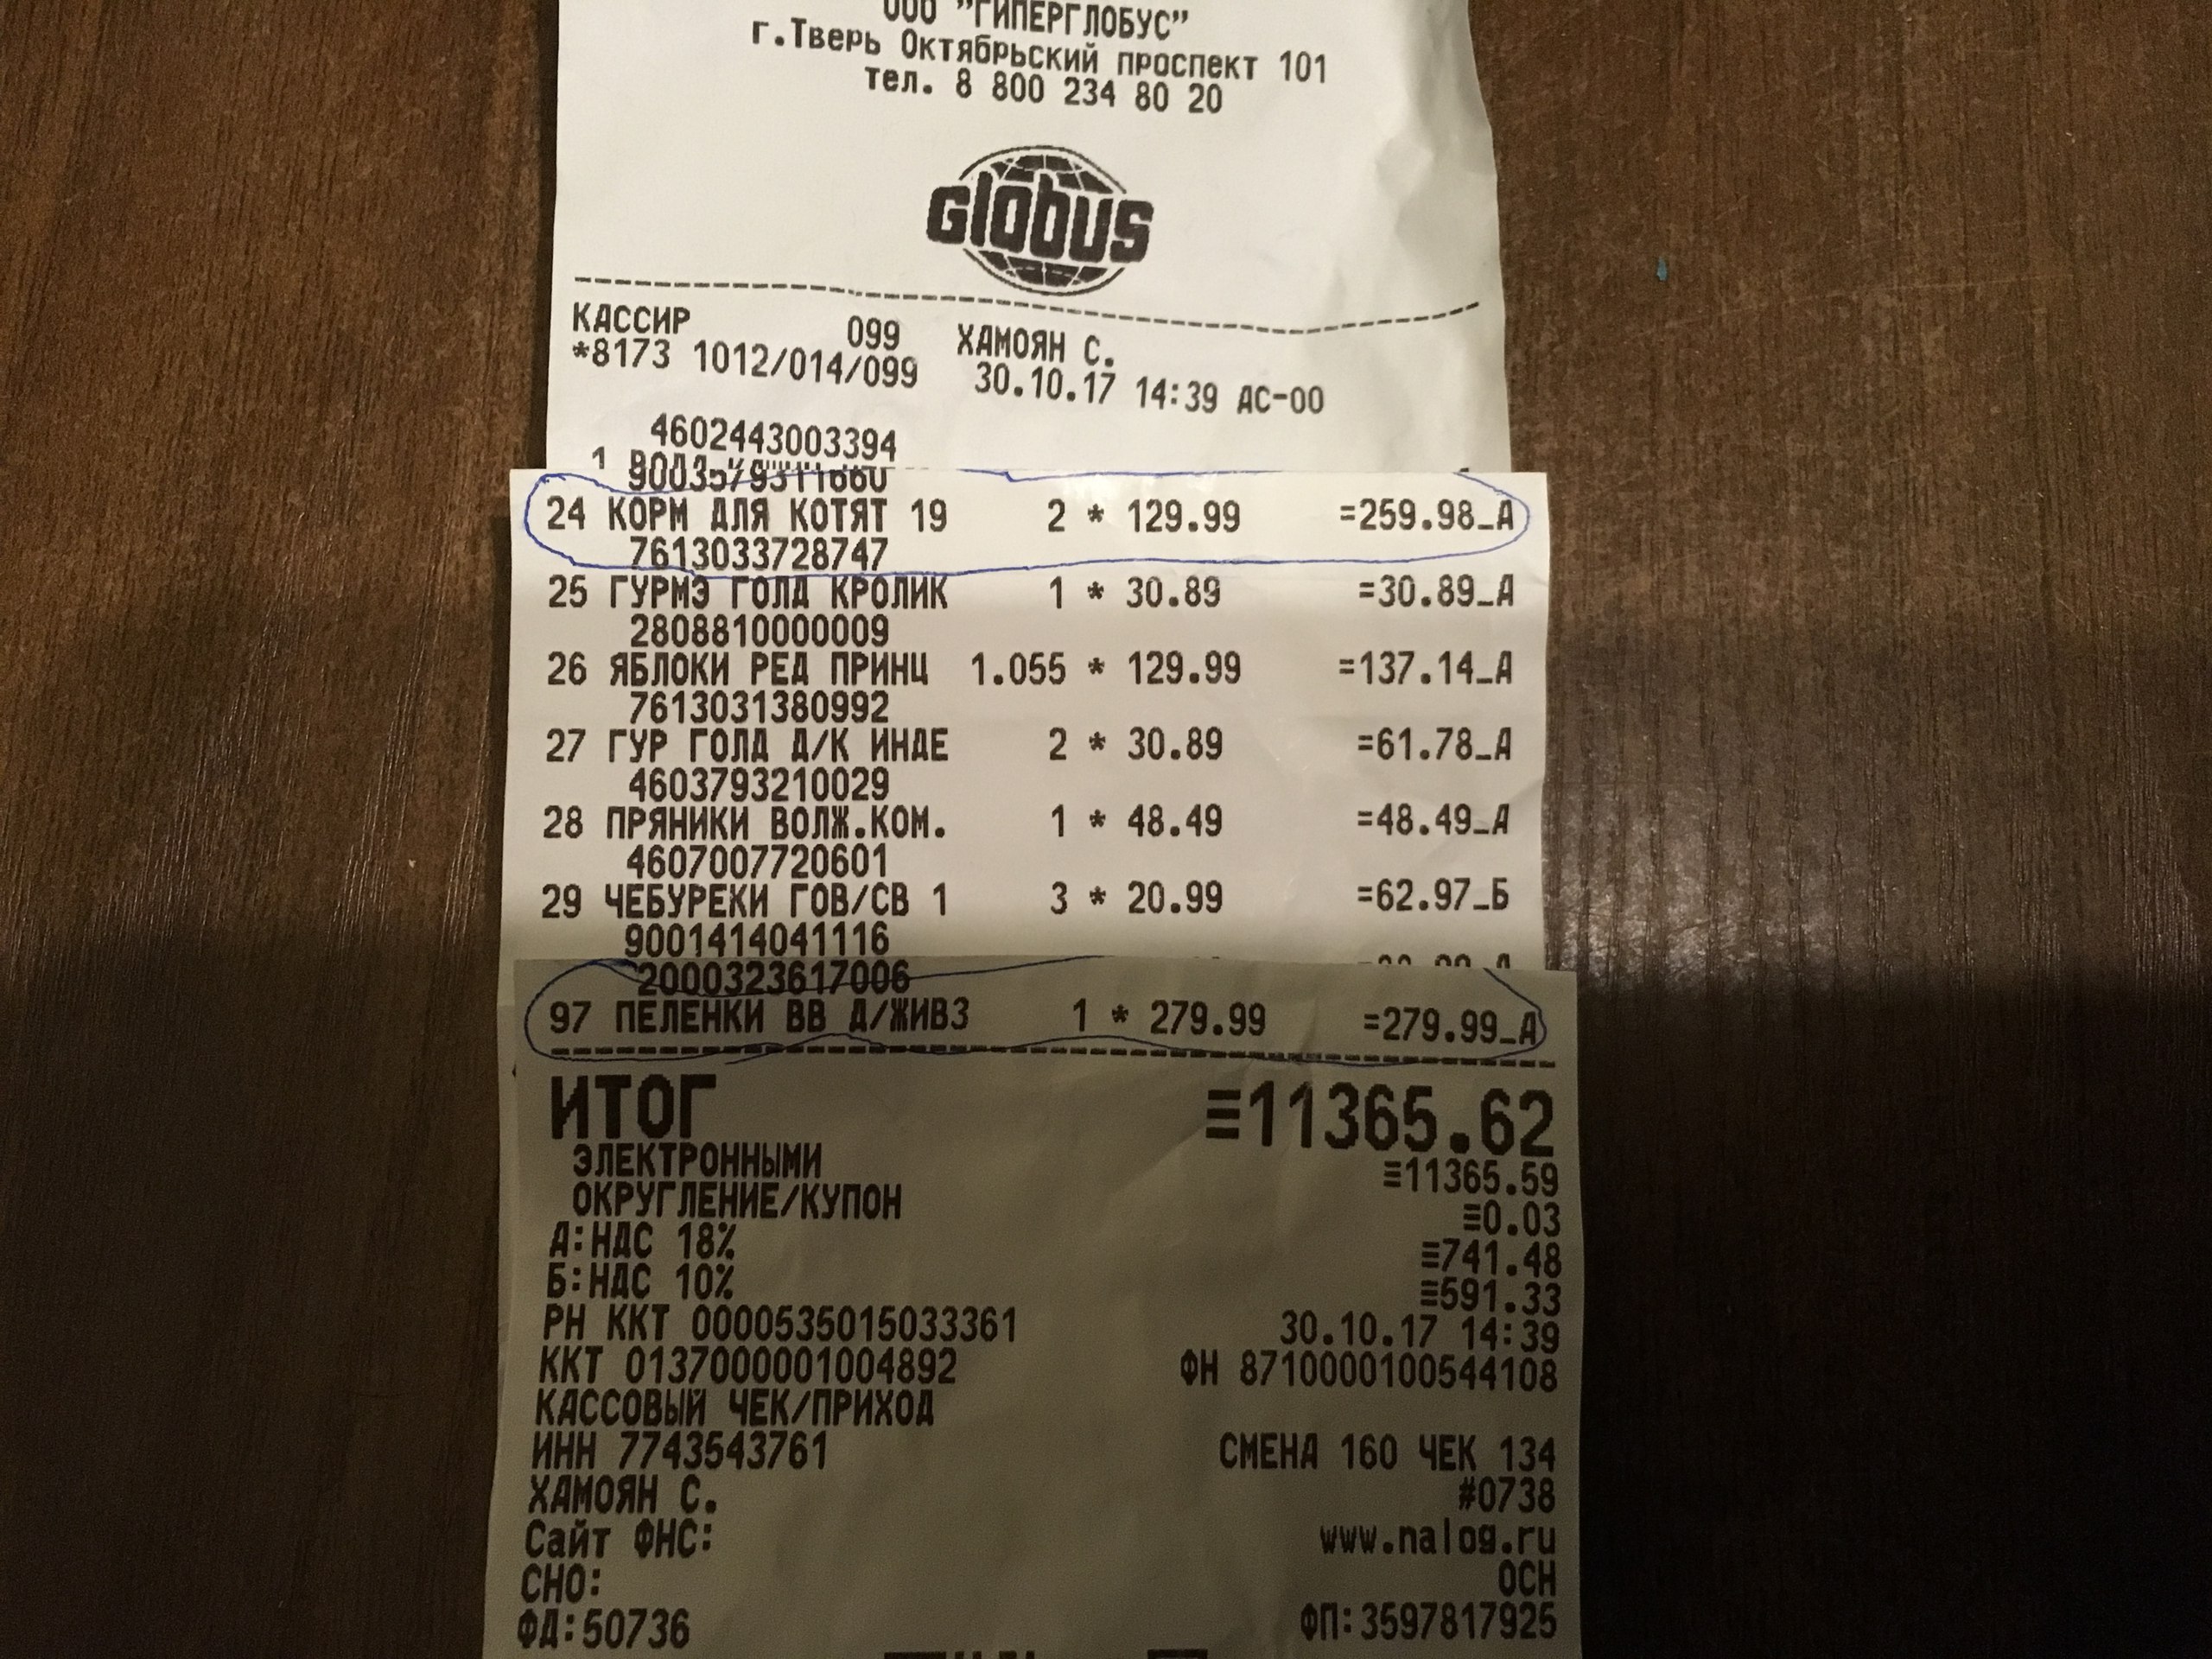 ООО "ГИПЕРГЛОБУС"
г.Тверь Октябрьский проспект 101
тел. 8 800 234 80 20
Globus
КАССИР 099 ХАМОЯН С.
*8173 1012/014/099 30.10.17 14:39 АС-00
4602443003394
1
24 КОРМ ДЛЯ КОТЯТ 19 2 * 129.99 =259.98_А
7613033728747
25 ГУРМЭ ГОЛД КРОЛИК 1 * 30.89 =30.89_А
2808810000009
26 ЯБЛОКИ РЕД ПРИНЦ 1.055 * 129.99 =137.14_А
7613031380992
27 ГУР ГОЛД Д/К ИНДЕ 2 * 30.89 =61.78_А
4603793210029
28 ПРЯНИКИ ВОЛЖ.КОМ. 1 * 48.49 =48.49_А
4607007720601
29 ЧЕБУРЕКИ ГОВ/СВ 1 3 * 20.99 =62.97_Б
9001414041116
2000323617006
97 ПЕЛЕНКИ ВВ Д/ЖИВЗ 1 * 279.99 =279.99_А
ИТОГ ≡11365.62
ЭЛЕКТРОННЫМИ ≡11365.59
ОКРУГЛЕНИЕ/КУПОН ≡0.03
А:НДС 18% ≡741.48
Б:НДС 10% ≡591.33
РН ККТ 0000535015033361 30.10.17 14:39
ККТ 0137000001004892 ФН 8710000100544108
КАССОВЫЙ ЧЕК/ПРИХОД
ИНН 7743543761 СМЕНА 160 ЧЕК 134
ХАМОЯН С. #0738
Сайт ФНС: www.nalog.ru
СНО: ОСН
ФД:50736 ФП:3597817925